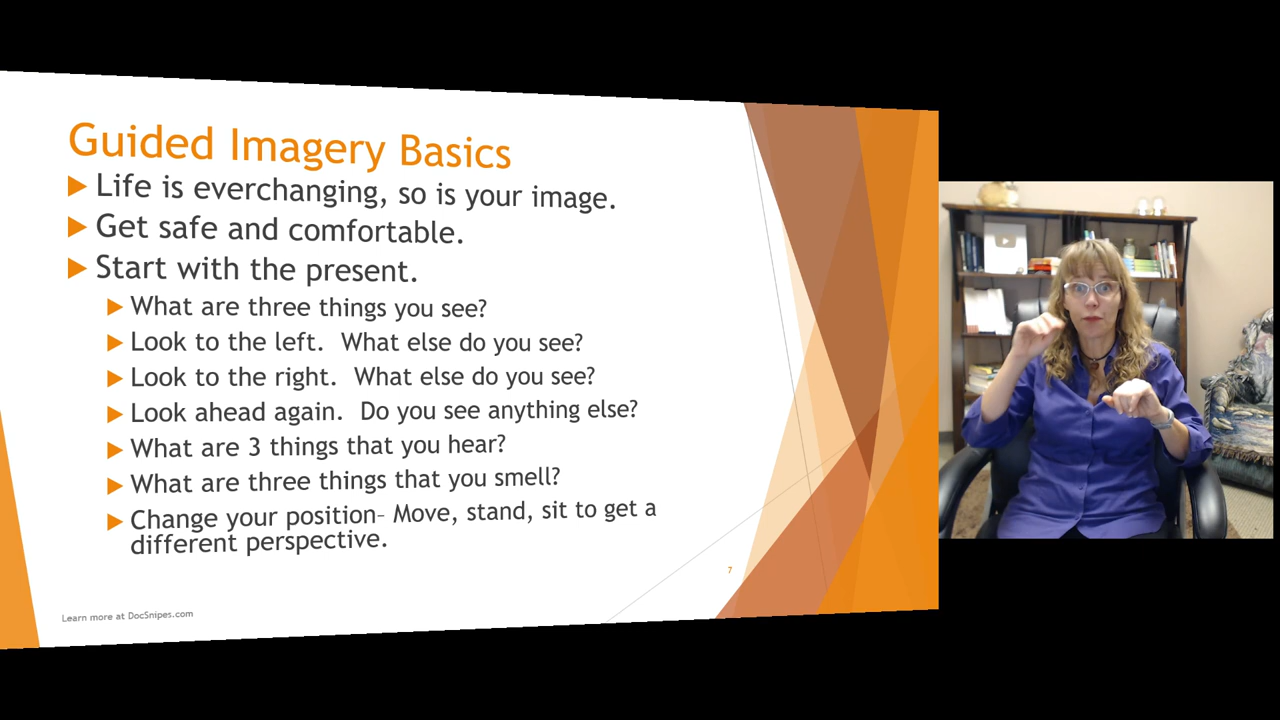 Guided Imagery Basics
Life is everchanging, so is your image.
Get safe and comfortable.
Start with the present.
What are three things you see?
Look to the left.  What else do you see?
Look to the right.  What else do you see?
Look ahead again.  Do you see anything else?
What are 3 things that you hear?
What are three things that you smell?
Change your position– Move, stand, sit to get a
different perspective.
7
Learn more at DocSnipes.com